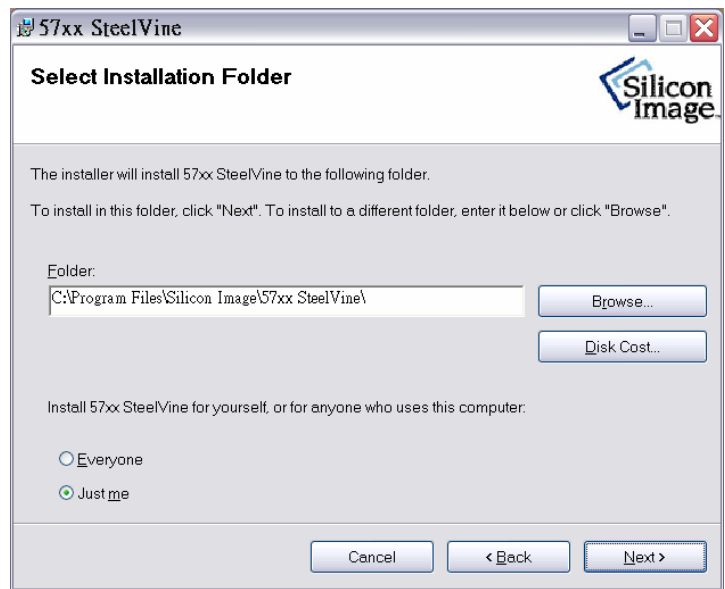 57xx SteelVine
Select Installation Folder
Silicon
Image
The installer will install 57xx SteelVine to the following folder.
To install in this folder, click "Next". To install to a different folder, enter it below or click "Browse".
Folder:
C:\Program Files\Silicon Image\57xx SteelVine\
Browse...
Disk Cost...
Install 57xx SteelVine for yourself, or for anyone who uses this computer:
Everyone
Just me
Cancel
< Back
Next >